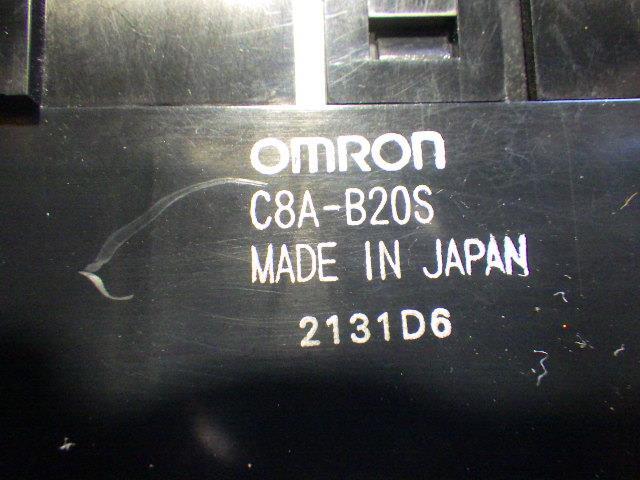 OMRON
C8A-B20S
MADE IN JAPAN
2131D6